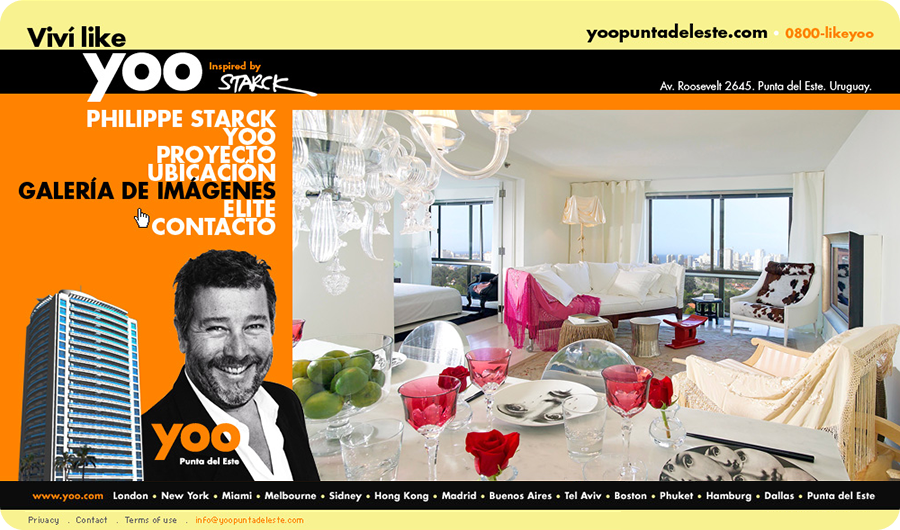 Viví like
yoopuntadeleste.com • 0800-likeyoo
yoo
Inspired by
STARCK
Av. Roosevelt 2645. Punta del Este. Uruguay.
PHILIPPE STARCK
YOO
PROYECTO
UBICACIÓN
GALERÍA DE IMÁGENES
ELITE
CONTACTO
yoo
Punta del Este
www.yoo.com London • New York • Miami • Melbourne • Sidney • Hong Kong • Madrid • Buenos Aires • Tel Aviv • Boston • Phuket • Hamburg • Dallas • Punta del Este
Privacy . Contact . Terms of use . info@yoopuntadeleste.com